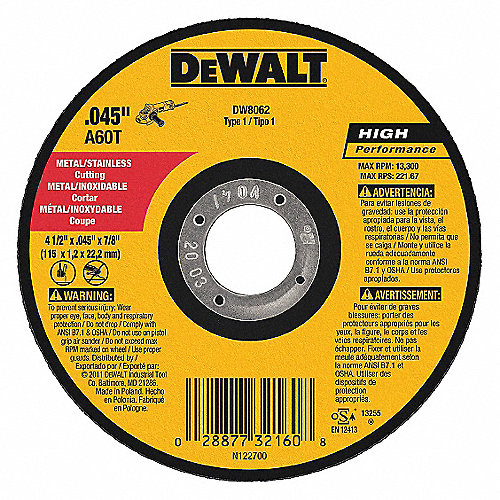 DEWALT
.045"
A60T
DW8062
Type 1 / Tipo 1
HIGH
Performance
MAX RPM: 13,300
MAX RPS: 221.67
METAL/STAINLESS
Cutting
METAL/INOXIDABLE
Cortar
MÉTAL/INOXYDABLE
Coupe
4 1/2" x .045" x 7/8"
(115 x 1,2 x 22,2 mm)
WARNING:
To prevent serious injury: Wear
proper eye, face, body and respiratory
protection / Do not drop / Comply with
ANSI B7.1 & OSHA / Do not use on pistol
grip air sander / Do not exceed max
RPM marked on wheel / Use proper
guards. Distributed by /
Exportado por / Exporté par:
© 2011 DEWALT Industrial Tool
Co. Baltimore, MD 21286.
Made in Poland. Hecho
en Polonia, Fabriqué
en Pologne.
ADVERTENCIA:
Para evitar lesiones de
gravedad: use la protección
apropiada para la vista, el
rostro, el cuerpo y las vías
respiratorias / No permita que
se caiga / Monte y utilice la
rueda adecuadamente
conforme a la norma ANSI
B7.1 y OSHA / Use protectores
apropiados.
AVERTISSEMENT:
Pour éviter de graves
blessures: porter des
protecteurs appropriés pour les
yeux, la figure, le corps et les
voies respiratoires. Ne pas
échapper. Fixer et utiliser la
meule adéquatement selon
la norme ANSI B7.1 et
OSHA. Utiliser des
dispositifs de
protection
appropriés.
V04
2003
0 28877 32160 8
N122700
oSa
EN 12413
13255